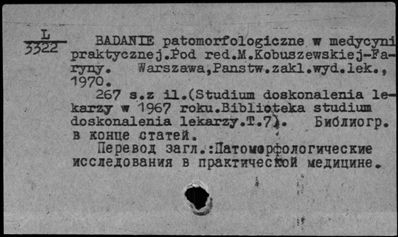 L
3322
BADANIE patomorfologiczne w medycyni
praktycznej.Pod red.M.Kobuszewskiej-Fa-
ryny. Warszawa,Panstw.zakl.wyd.lek.,
1970.
267 s.z il.(Studium doskonalenia le-
karzy w 1967 roku.Biblioteka studium
doskonalenia lekarzy.T.7). Библиогр.
в конце статей.
Перевод загл.:Патоморфологические
исследования в практической медицине.